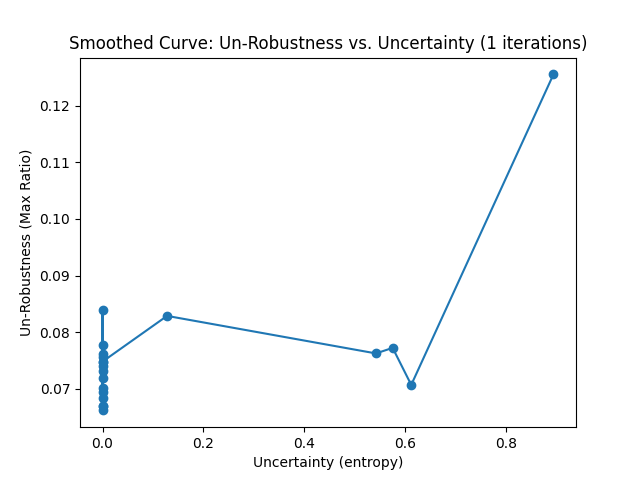 Smoothed Curve: Un-Robustness vs. Uncertainty (1 iterations)
Un-Robustness (Max Ratio)
0.12
0.11
0.10
0.09
0.08
0.07
0.0 0.2 0.4 0.6 0.8
Uncertainty (entropy)